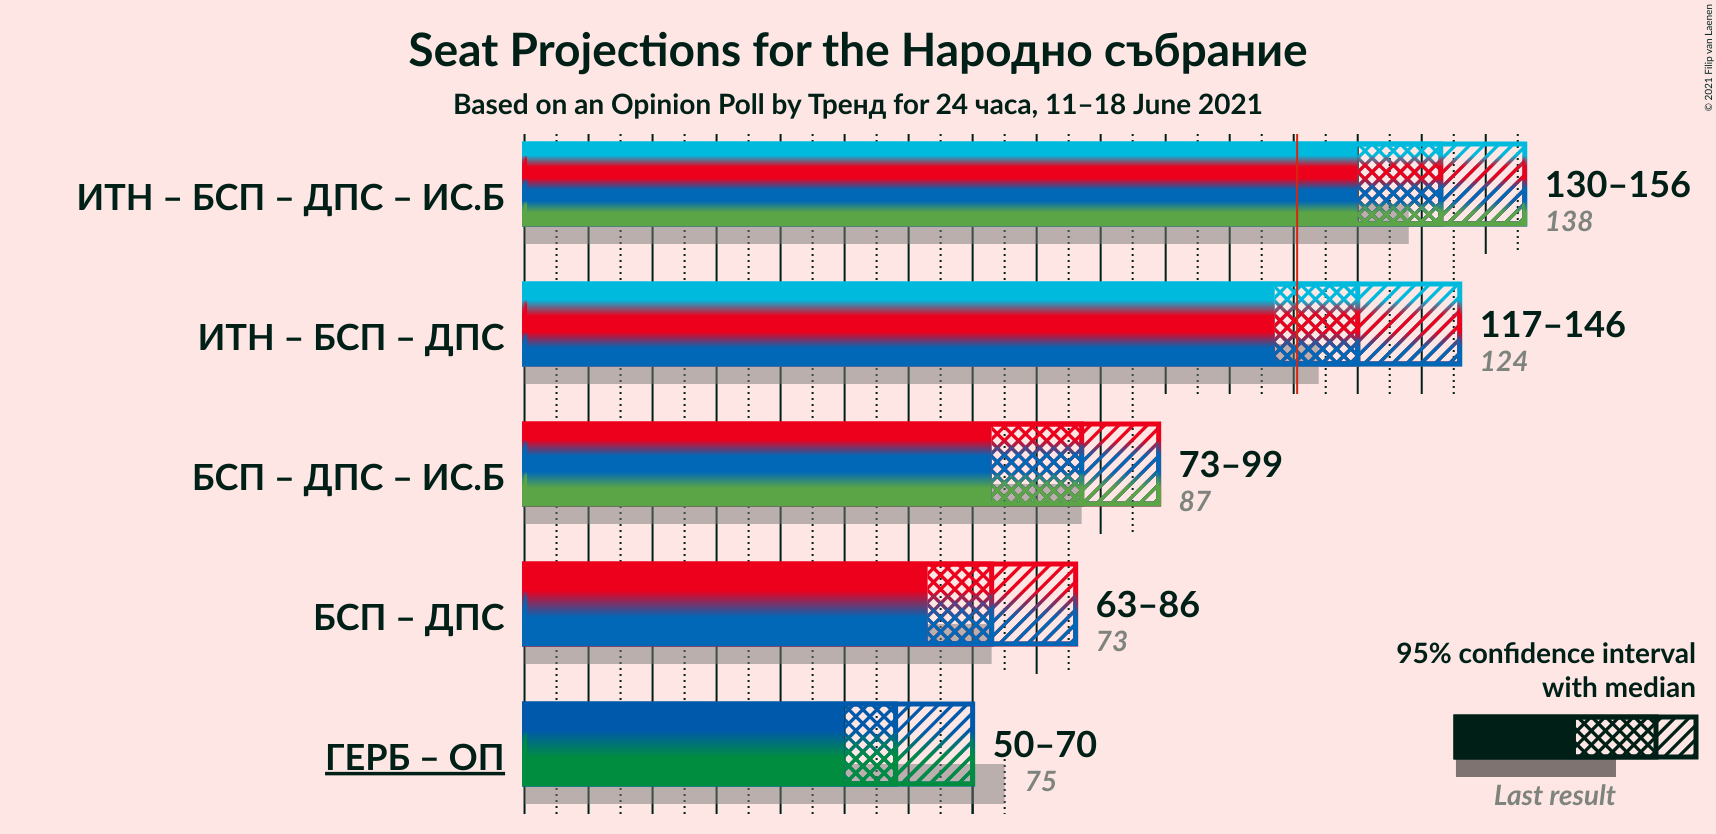 Seat Projections for the Народно събрание
Based on an Opinion Poll by Тренд for 24 часа, 11–18 June 2021
© 2021 Filip van Laenen
ИТН – БСП – ДПС – ИС.Б
130–156
138
ИТН – БСП – ДПС
117–146
124
БСП – ДПС – ИС.Б
73–99
87
БСП – ДПС
63–86
73
ГЕРБ – ОП
50–70
75
95% confidence interval
with median
Last result